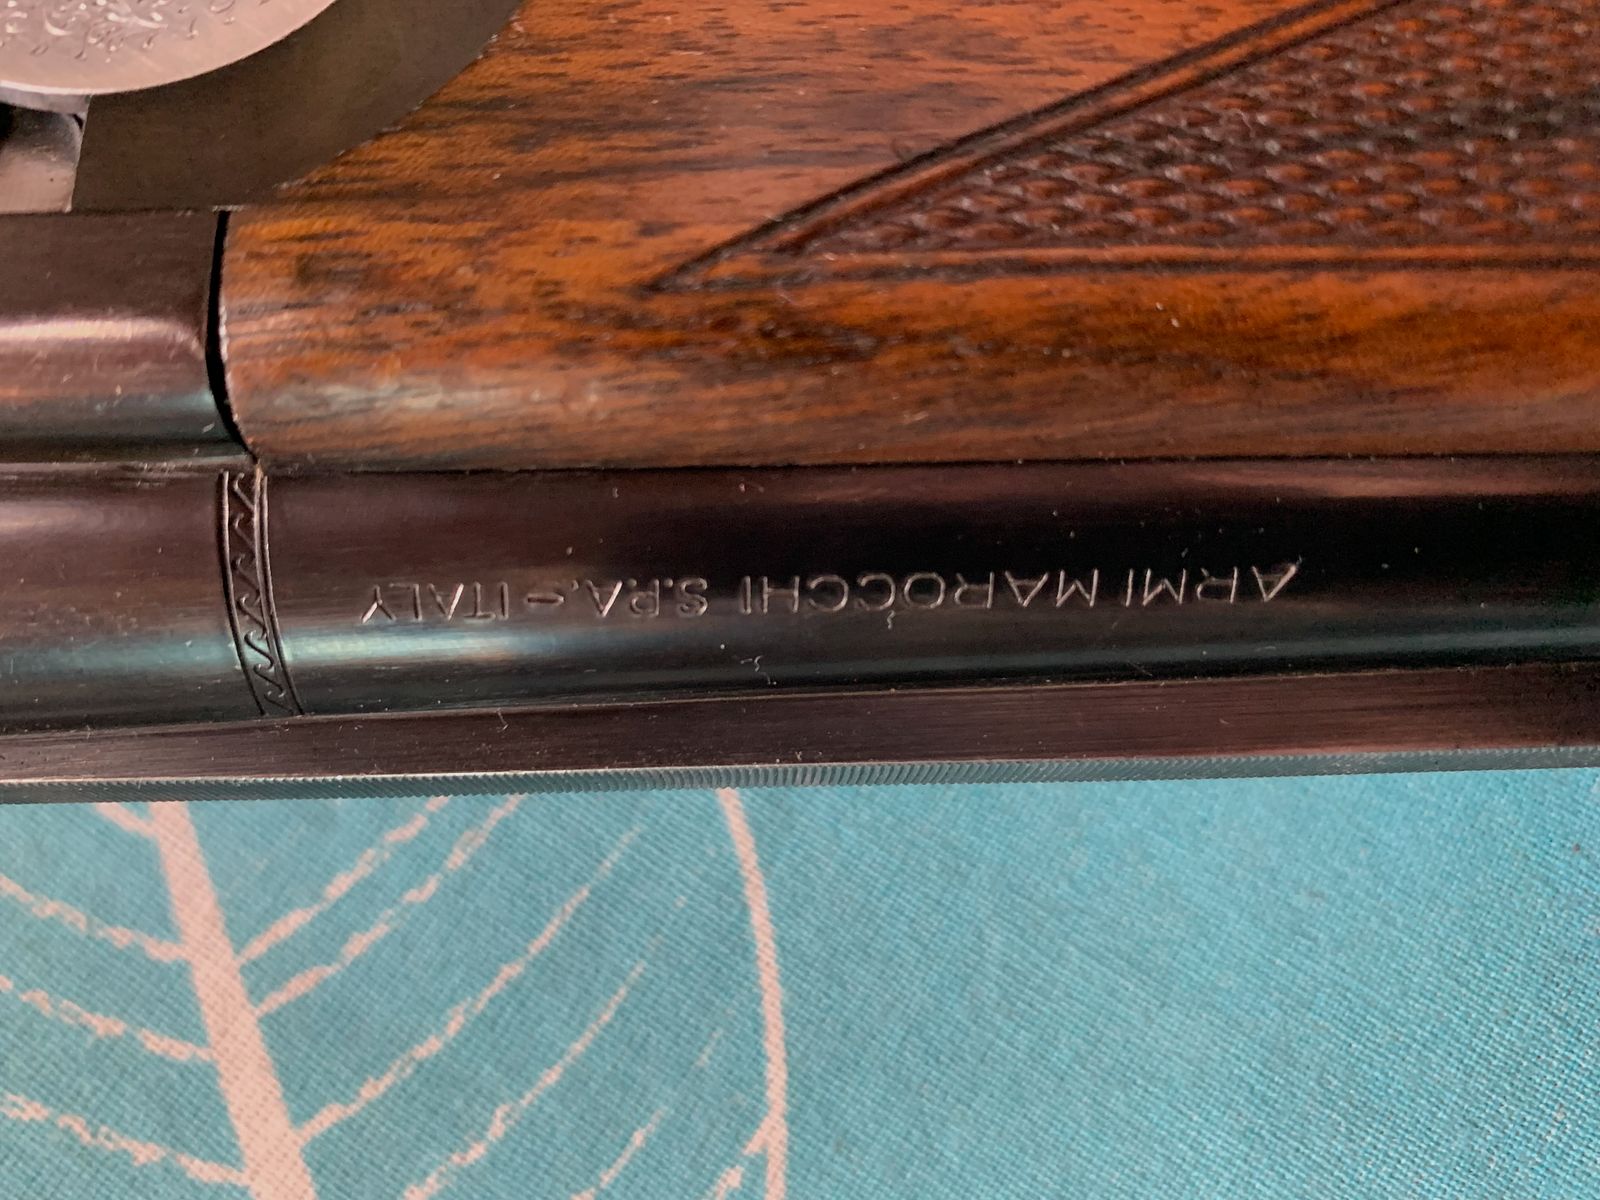 ARMI MAROCCHI S.P.A. - ITALY